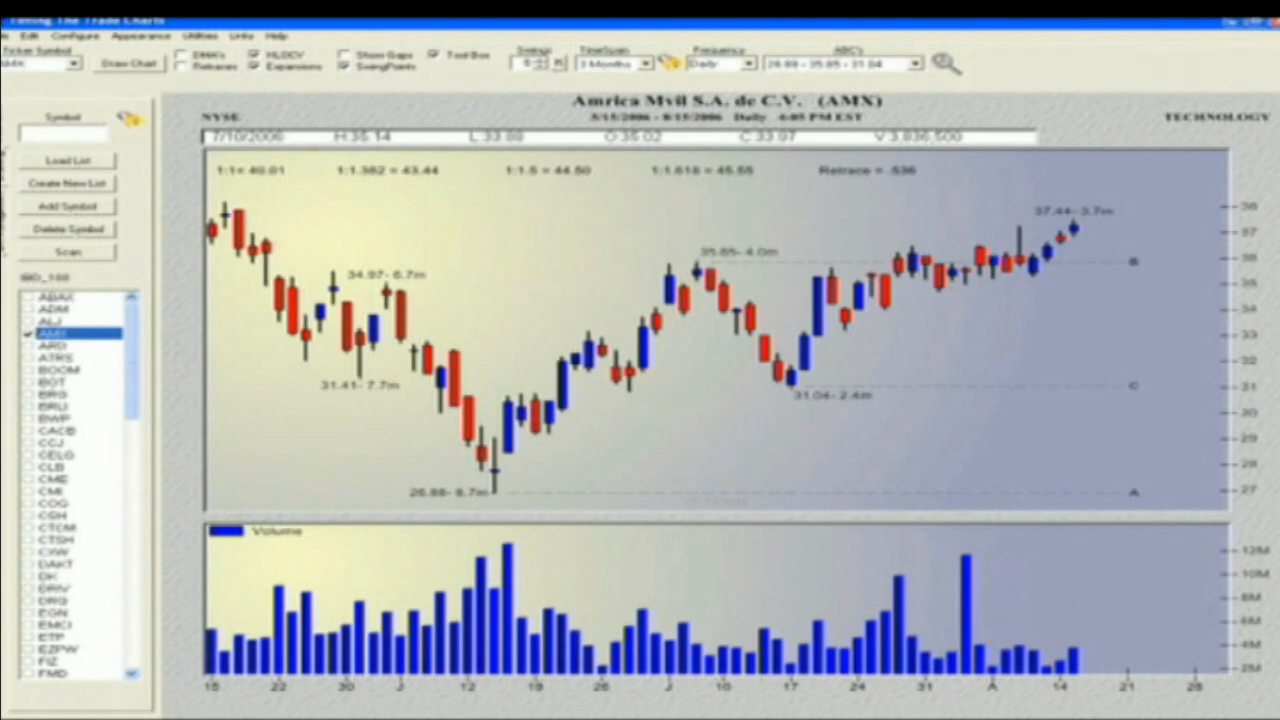 Timing The Trade Charts
Edit Configure Appearance Utilities Links Help
Ticker Symbol
AMX
Draw Chart
DMA's
Retraces
HLOCV
Expansions
Show Gaps
SwingPoints
Tool Box
Swings
6
TimeSpan
3 Months
Frequency
Daily
ABC's
26.88 - 35.85 - 31.04
Symbol
Load List
Create New List
Add Symbol
Delete Symbol
Scan
IBD_100
ABAX
ADM
ALJ
AMX
ARD
ATRS
BOOM
BOT
BRG
BRLI
BWP
CACB
CCJ
CELG
CLB
CME
CMI
COG
CSH
CTCM
CTSH
CXW
DAKT
DK
DRIV
DRQ
EGN
EMCI
ETP
EZPW
FIZ
FMD
Amrica Mvil S.A. de C.V. (AMX)
NYSE
5/15/2006 - 8/15/2006 Daily 4:05 PM EST
TECHNOLOGY
7/10/2006 H:35.14 L:33.88 O:35.02 C:33.97 V:3,836,500
1:1= 40.01 1:1.382 = 43.44 1:1.5 = 44.50 1:1.618 = 45.55 Retrace = .536
37.44- 3.7m
35.85- 4.0m
34.97- 6.7m
31.41- 7.7m
31.04- 2.4m
26.88- 8.7m
B
C
A
38
37
36
35
34
33
32
31
30
29
28
27
Volume
12M
10M
8M
6M
4M
2M
15 22 30 J 12 19 26 J 10 17 24 31 A 14 21 28